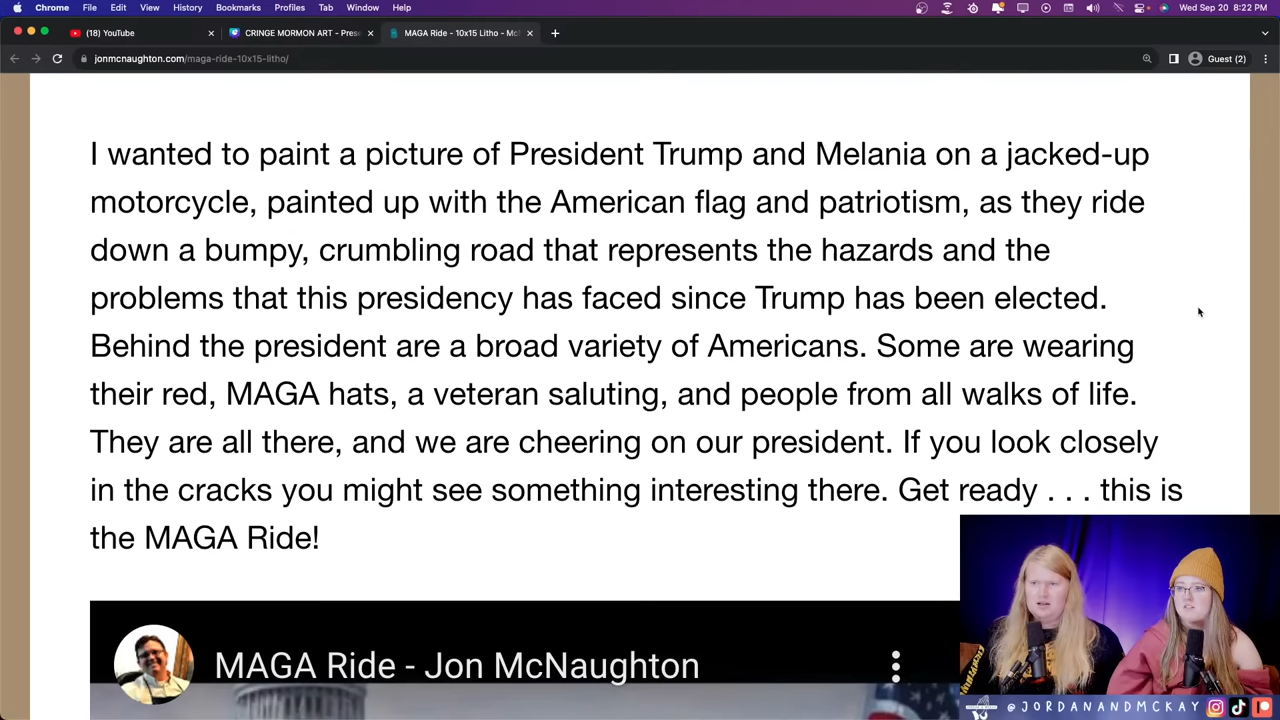 Chrome File Edit View History Bookmarks Profiles Tab Window Help Wed Sep 20 8:22 PM
(18) YouTube CRINGE MORMON ART - Prese MAGA Ride - 10x15 Litho - Mc
jonmcnaughton.com/maga-ride-10x15-litho/ Guest (2)
I wanted to paint a picture of President Trump and Melania on a jacked-up
motorcycle, painted up with the American flag and patriotism, as they ride
down a bumpy, crumbling road that represents the hazards and the
problems that this presidency has faced since Trump has been elected.
Behind the president are a broad variety of Americans. Some are wearing
their red, MAGA hats, a veteran saluting, and people from all walks of life.
They are all there, and we are cheering on our president. If you look closely
in the cracks you might see something interesting there. Get ready . . . this is
the MAGA Ride!
MAGA Ride - Jon McNaughton
@JORDANANDMCKAY